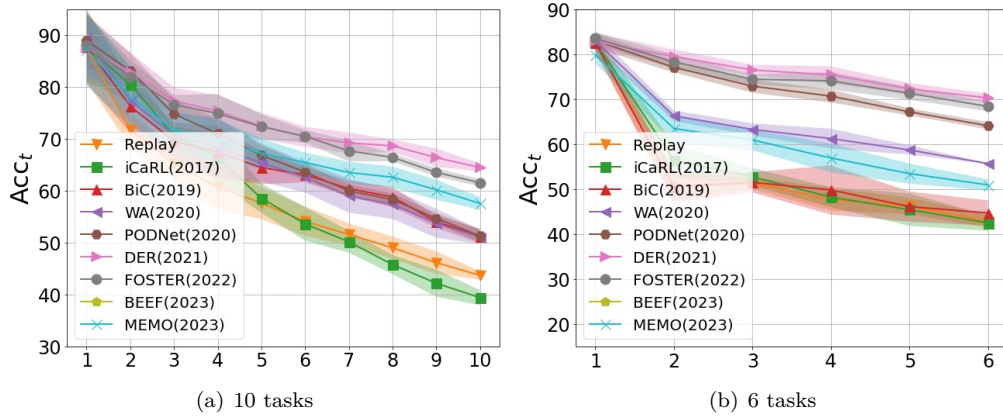 90
80
70
60
50
40
30
Acc_t
Replay
iCaRL(2017)
BiC(2019)
WA(2020)
PODNet(2020)
DER(2021)
FOSTER(2022)
BEEF(2023)
MEMO(2023)
1 2 3 4 5 6 7 8 9 10
(a) 10 tasks
90
80
70
60
50
40
30
20
Acc_t
Replay
iCaRL(2017)
BiC(2019)
WA(2020)
PODNet(2020)
DER(2021)
FOSTER(2022)
BEEF(2023)
MEMO(2023)
1 2 3 4 5 6
(b) 6 tasks